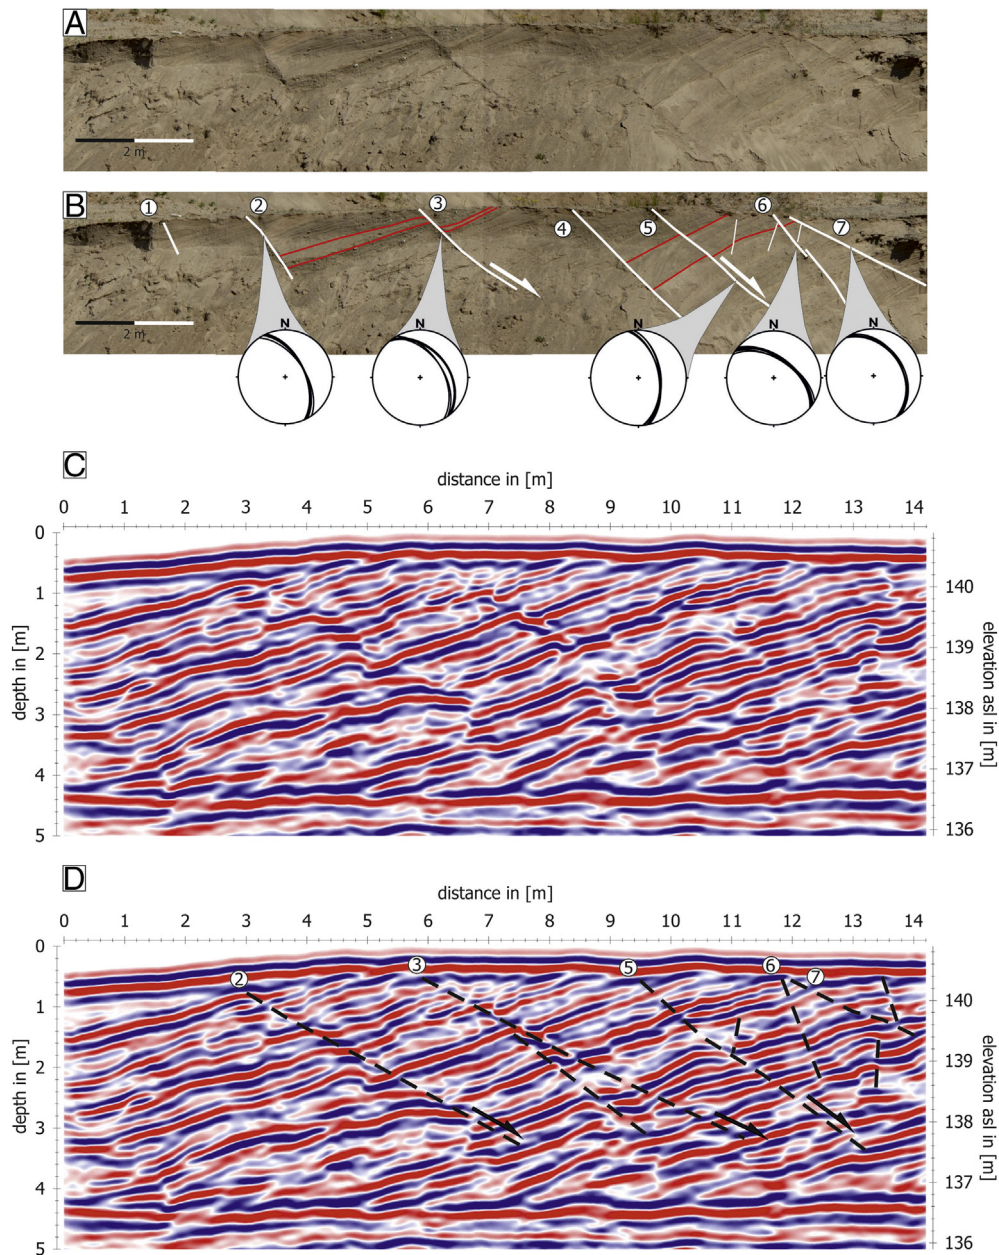 A
2 m
B
1 2 3 4 5 6 7
2 m
N N N N N
C
distance in [m]
0 1 2 3 4 5 6 7 8 9 10 11 12 13 14
0
1
2
3
4
5
depth in [m]
140
139
138
137
136
elevation asl in [m]
D
distance in [m]
0 1 2 3 4 5 6 7 8 9 10 11 12 13 14
2 3 5 6 7
0
1
2
3
4
5
depth in [m]
140
139
138
137
136
elevation asl in [m]